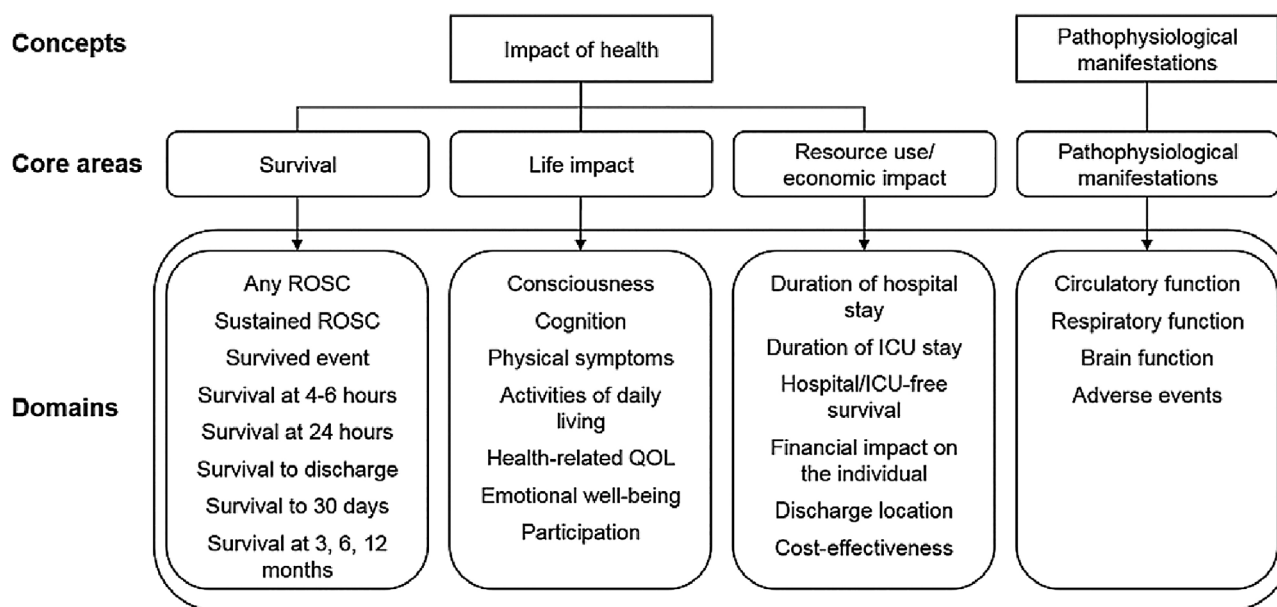 Concepts
Impact of health
Pathophysiological
manifestations
Core areas
Survival
Life impact
Resource use/
economic impact
Pathophysiological
manifestations
Domains
Any ROSC
Sustained ROSC
Survived event
Survival at 4-6 hours
Survival at 24 hours
Survival to discharge
Survival to 30 days
Survival at 3, 6, 12
months
Consciousness
Cognition
Physical symptoms
Activities of daily
living
Health-related QOL
Emotional well-being
Participation
Duration of hospital
stay
Duration of ICU stay
Hospital/ICU-free
survival
Financial impact on
the individual
Discharge location
Cost-effectiveness
Circulatory function
Respiratory function
Brain function
Adverse events